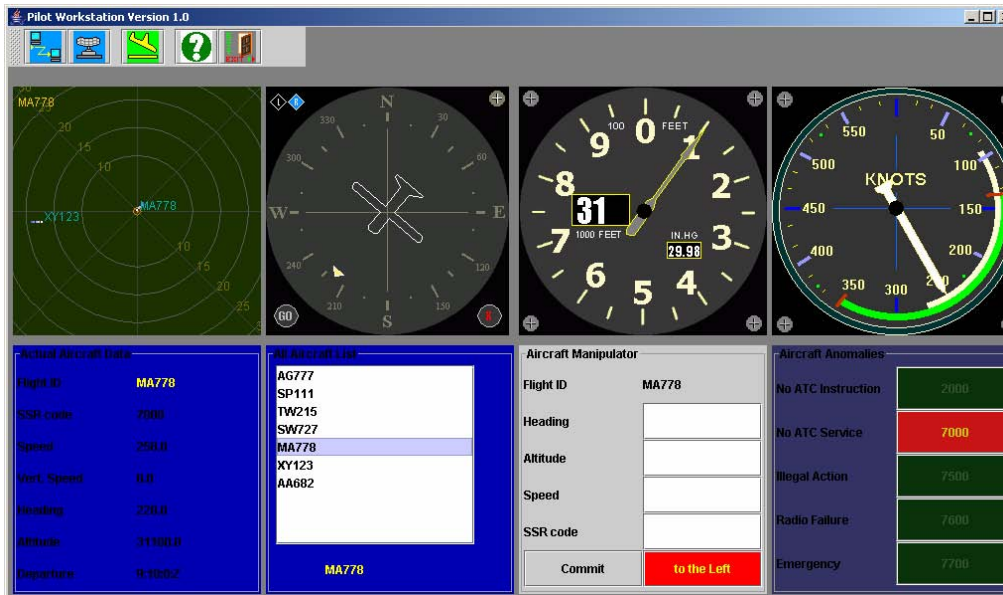 Pilot Workstation Version 1.0
? EXIT
MA778
20
15
10
XY123
MA778
10
15
20
25
L R
N
330 30
300 60
W E
240 120
210 150
S
GO
R
100 FEET
0
9 1
8 2
31
1000 FEET
IN.HG
29.98
7 3
6 4
5
KNOTS
550 50
500 100
450 150
400 200
350 300 250
Actual Aircraft Data
Flight ID MA778
SSR code 7000
Speed 250.0
Vert. Speed 0.0
Heading 220.0
Altitude 31100.0
Departure 9:10:0Z
All Aircraft List
AG777
SP111
TW215
SW727
MA778
XY123
AA682
MA778
Aircraft Manipulator
Flight ID MA778
Heading
Altitude
Speed
SSR code
Commit to the Left
Aircraft Anomalies
No ATC Instruction 2000
No ATC Service 7000
Illegal Action 7500
Radio Failure 7600
Emergency 7700